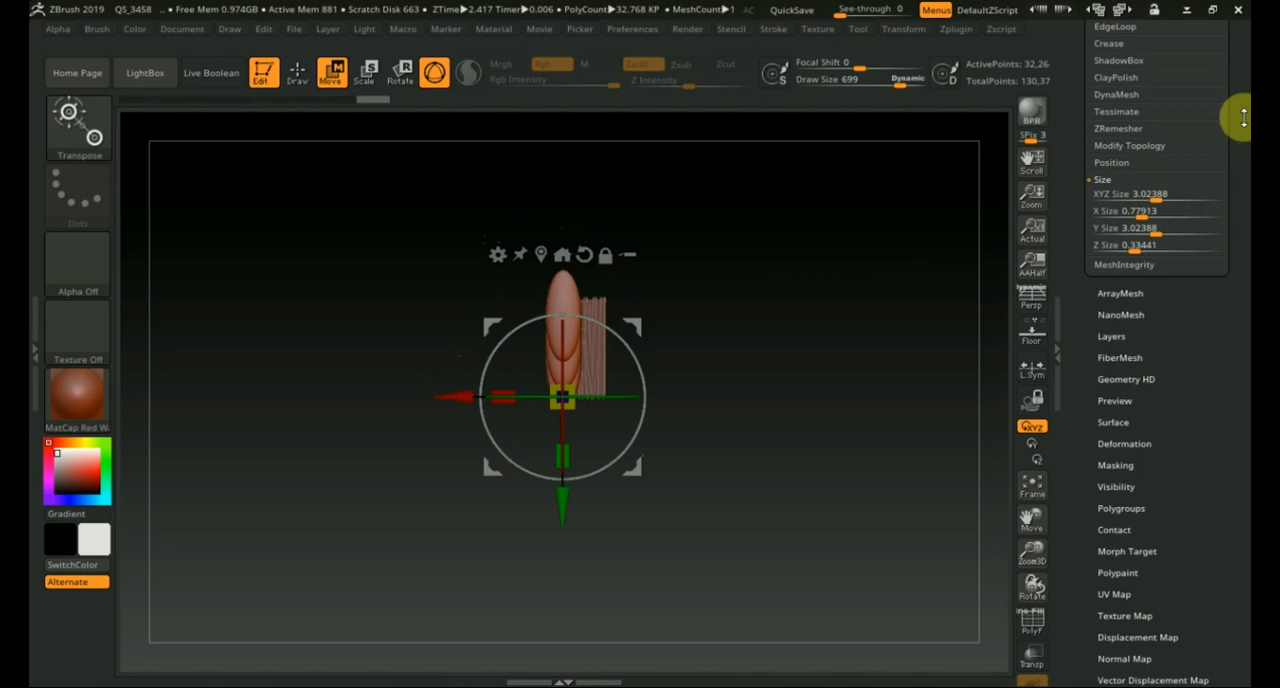 ZBrush 2019 QS_3458 .. • Free Mem 0.974GB • Active Mem 881 • Scratch Disk 663 • ZTime▶2.417 Timer▶0.006 • PolyCount▶32.768 KP • MeshCount▶1 AC QuickSave See-through 0 Menus DefaultZScript
Alpha Brush Color Document Draw Edit File Layer Light Macro Marker Material Movie Picker Preferences Render Stencil Stroke Texture Tool Transform Zplugin Zscript
Home Page LightBox Live Boolean Edit Draw Move Scale Rotate
M S R
Mrgb Rgb M Zadd Zsub Zcut
Rgb Intensity Z Intensity
S Focal Shift 0
Draw Size 699 Dynamic
D ActivePoints: 32,26
TotalPoints: 130,37
Transpose
Dots
Alpha Off
Texture Off
MatCap Red Wa
Gradient
SwitchColor
Alternate
BPR
SPix 3
Scroll
Zoom
Actual
AAHalf
Dynamic
Persp
Floor
L.Sym
XYZ
Frame
Move
Zoom3D
Rotate
PolyF
Transp
EdgeLoop
Crease
ShadowBox
ClayPolish
DynaMesh
Tessimate
ZRemesher
Modify Topology
Position
Size
XYZ Size 3.02388
X Size 0.77913
Y Size 3.02388
Z Size 0.33441
MeshIntegrity
ArrayMesh
NanoMesh
Layers
FiberMesh
Geometry HD
Preview
Surface
Deformation
Masking
Visibility
Polygroups
Contact
Morph Target
Polypaint
UV Map
Texture Map
Displacement Map
Normal Map
Vector Displacement Map